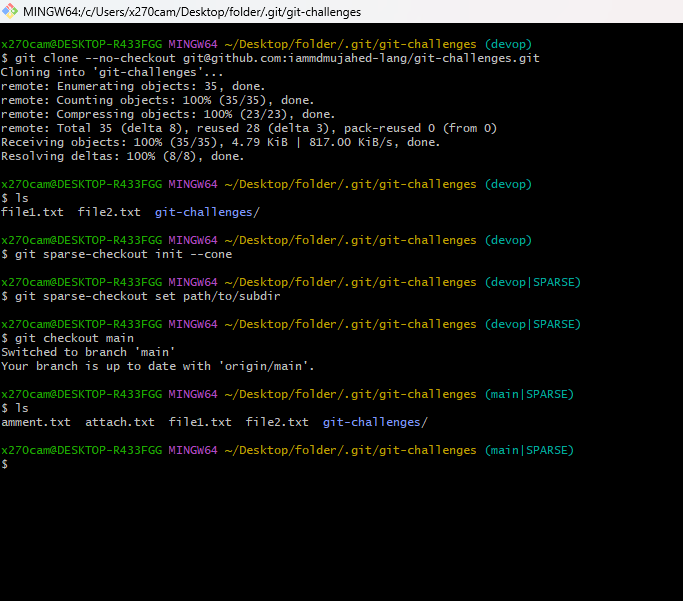 MINGW64:/c/Users/x270cam/Desktop/folder/.git/git-challenges
x270cam@DESKTOP-R433FGG MINGW64 ~/Desktop/folder/.git/git-challenges (devop)
$ git clone --no-checkout git@github.com:iammdmujahed-lang/git-challenges.git
Cloning into 'git-challenges'...
remote: Enumerating objects: 35, done.
remote: Counting objects: 100% (35/35), done.
remote: Compressing objects: 100% (23/23), done.
remote: Total 35 (delta 8), reused 28 (delta 3), pack-reused 0 (from 0)
Receiving objects: 100% (35/35), 4.79 KiB | 817.00 KiB/s, done.
Resolving deltas: 100% (8/8), done.
x270cam@DESKTOP-R433FGG MINGW64 ~/Desktop/folder/.git/git-challenges (devop)
$ ls
file1.txt  file2.txt  git-challenges/
x270cam@DESKTOP-R433FGG MINGW64 ~/Desktop/folder/.git/git-challenges (devop)
$ git sparse-checkout init --cone
x270cam@DESKTOP-R433FGG MINGW64 ~/Desktop/folder/.git/git-challenges (devop|SPARSE)
$ git sparse-checkout set path/to/subdir
x270cam@DESKTOP-R433FGG MINGW64 ~/Desktop/folder/.git/git-challenges (devop|SPARSE)
$ git checkout main
Switched to branch 'main'
Your branch is up to date with 'origin/main'.
x270cam@DESKTOP-R433FGG MINGW64 ~/Desktop/folder/.git/git-challenges (main|SPARSE)
$ ls
amment.txt  attach.txt  file1.txt  file2.txt  git-challenges/
x270cam@DESKTOP-R433FGG MINGW64 ~/Desktop/folder/.git/git-challenges (main|SPARSE)
$